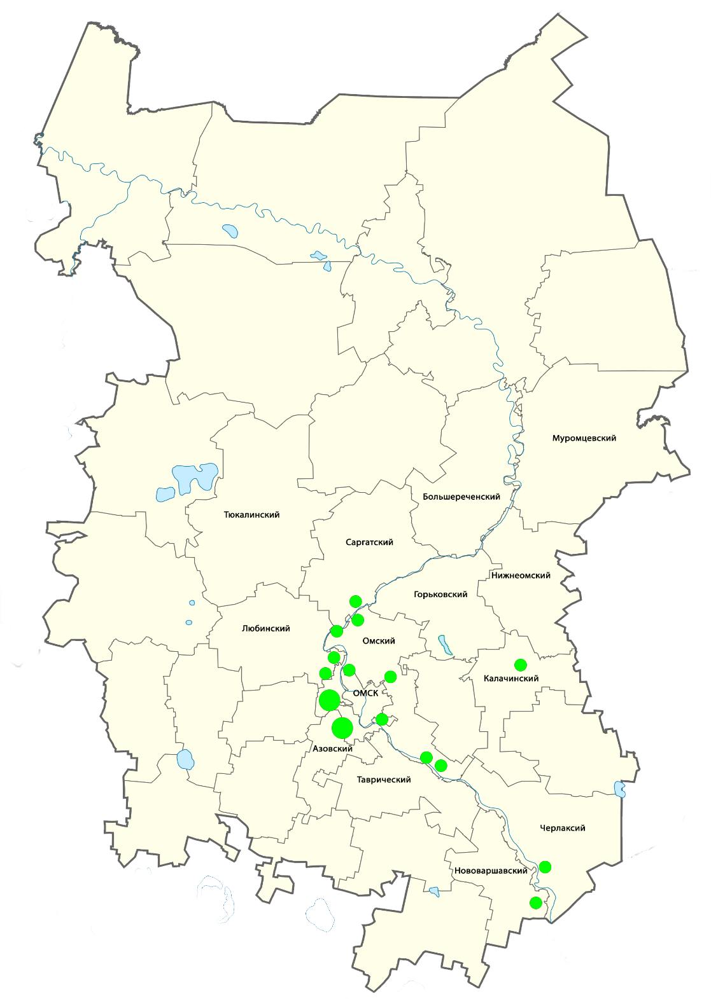 Муромцевский
Большереченский
Тюкалинский
Саргатский
Нижнеомский
Горьковский
Любинский
Омский
Калачинский
ОМСК
Азовский
Таврический
Черлаксий
Нововаршавский